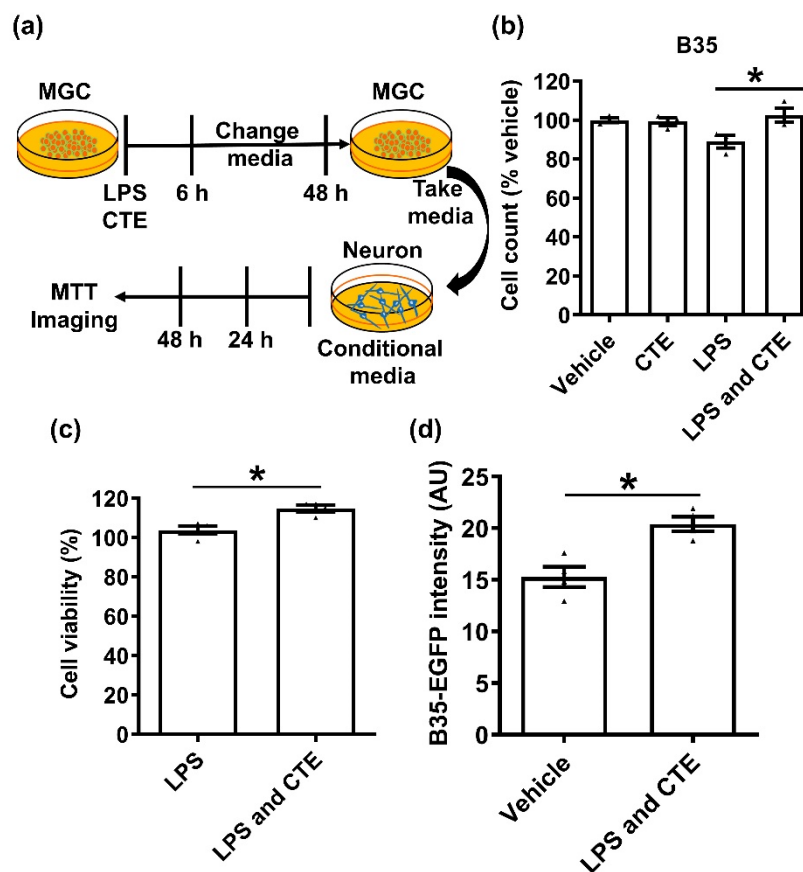 (a)
MGC
MGC
Change
media
LPS
CTE
6 h
48 h
Take
media
Neuron
MTT
Imaging
48 h
24 h
Conditional
media
(b)
B35
*
Cell count (% vehicle)
120
100
80
60
40
20
0
Vehicle
CTE
LPS
LPS and CTE
(c)
*
Cell viability (%)
120
100
80
60
40
20
0
LPS
LPS and CTE
(d)
*
B35-EGFP intensity (AU)
25
20
15
10
5
0
Vehicle
LPS and CTE